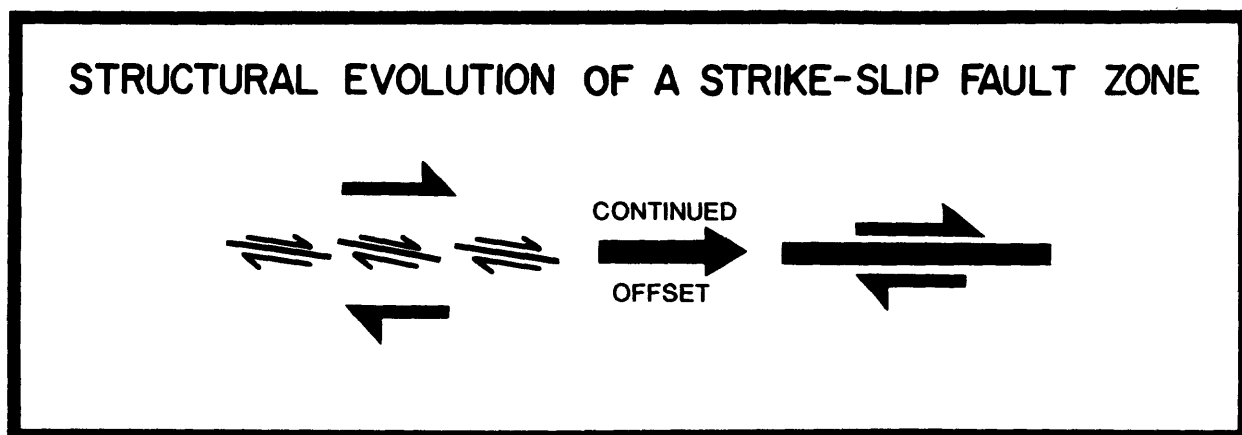 STRUCTURAL EVOLUTION OF A STRIKE-SLIP FAULT ZONE
CONTINUED
OFFSET